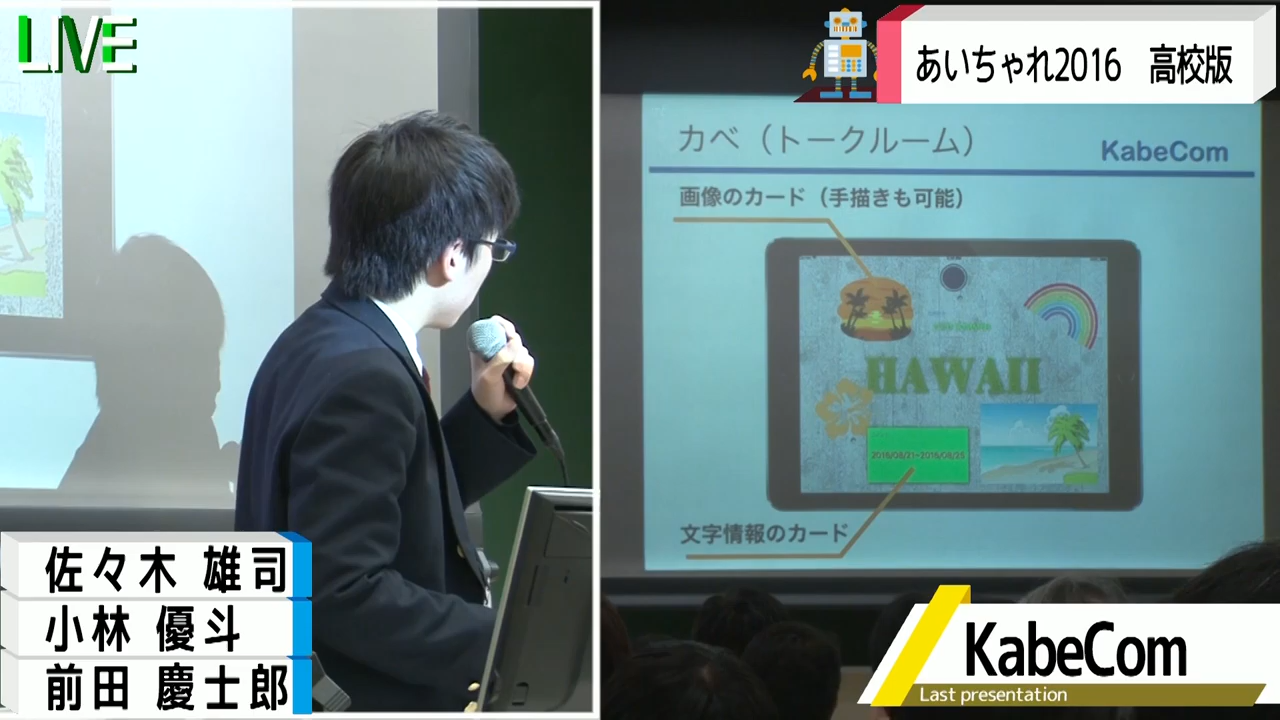 LIVE
あいちゃれ2016　高校版
カベ（トークルーム）
KabeCom
画像のカード（手描きも可能）
HAWAII
2016/08/21~2016/08/25
文字情報のカード
佐々木 雄司
小林 優斗
前田 慶士郎
KabeCom
Last presentation